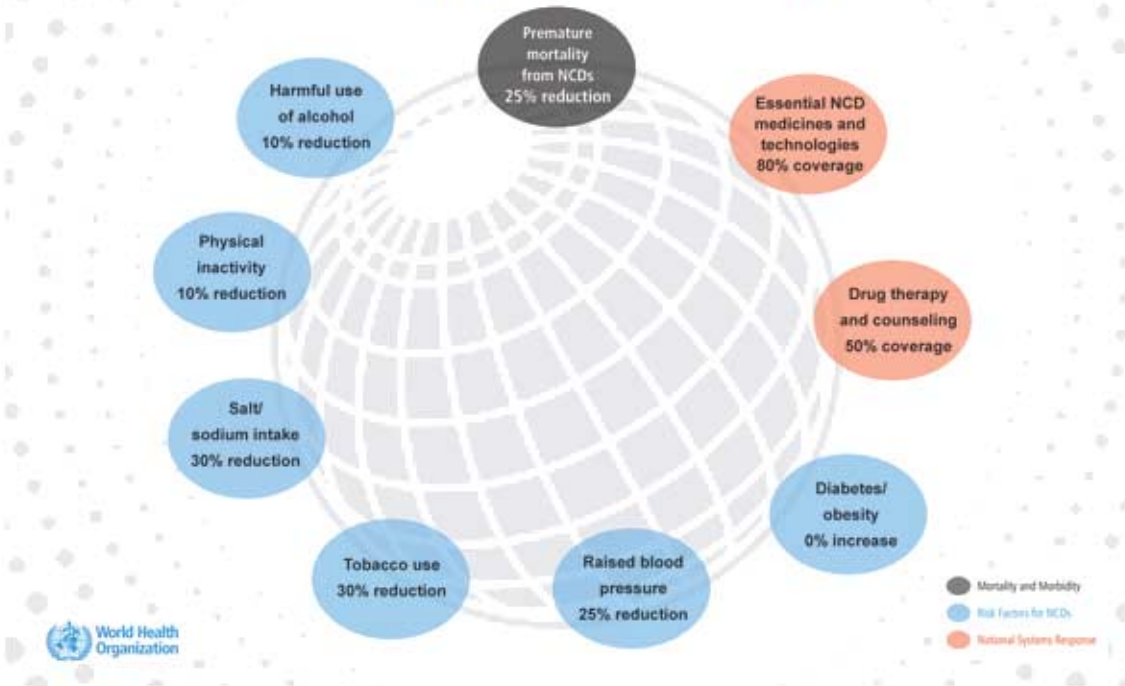 Premature
mortality
from NCDs
25% reduction
Harmful use
of alcohol
10% reduction
Essential NCD
medicines and
technologies
80% coverage
Physical
inactivity
10% reduction
Drug therapy
and counseling
50% coverage
Salt/
sodium intake
30% reduction
Diabetes/
obesity
0% increase
Tobacco use
30% reduction
Raised blood
pressure
25% reduction
Mortality and Morbidity
Risk Factors for NCDs
National Systems Response
World Health
Organization